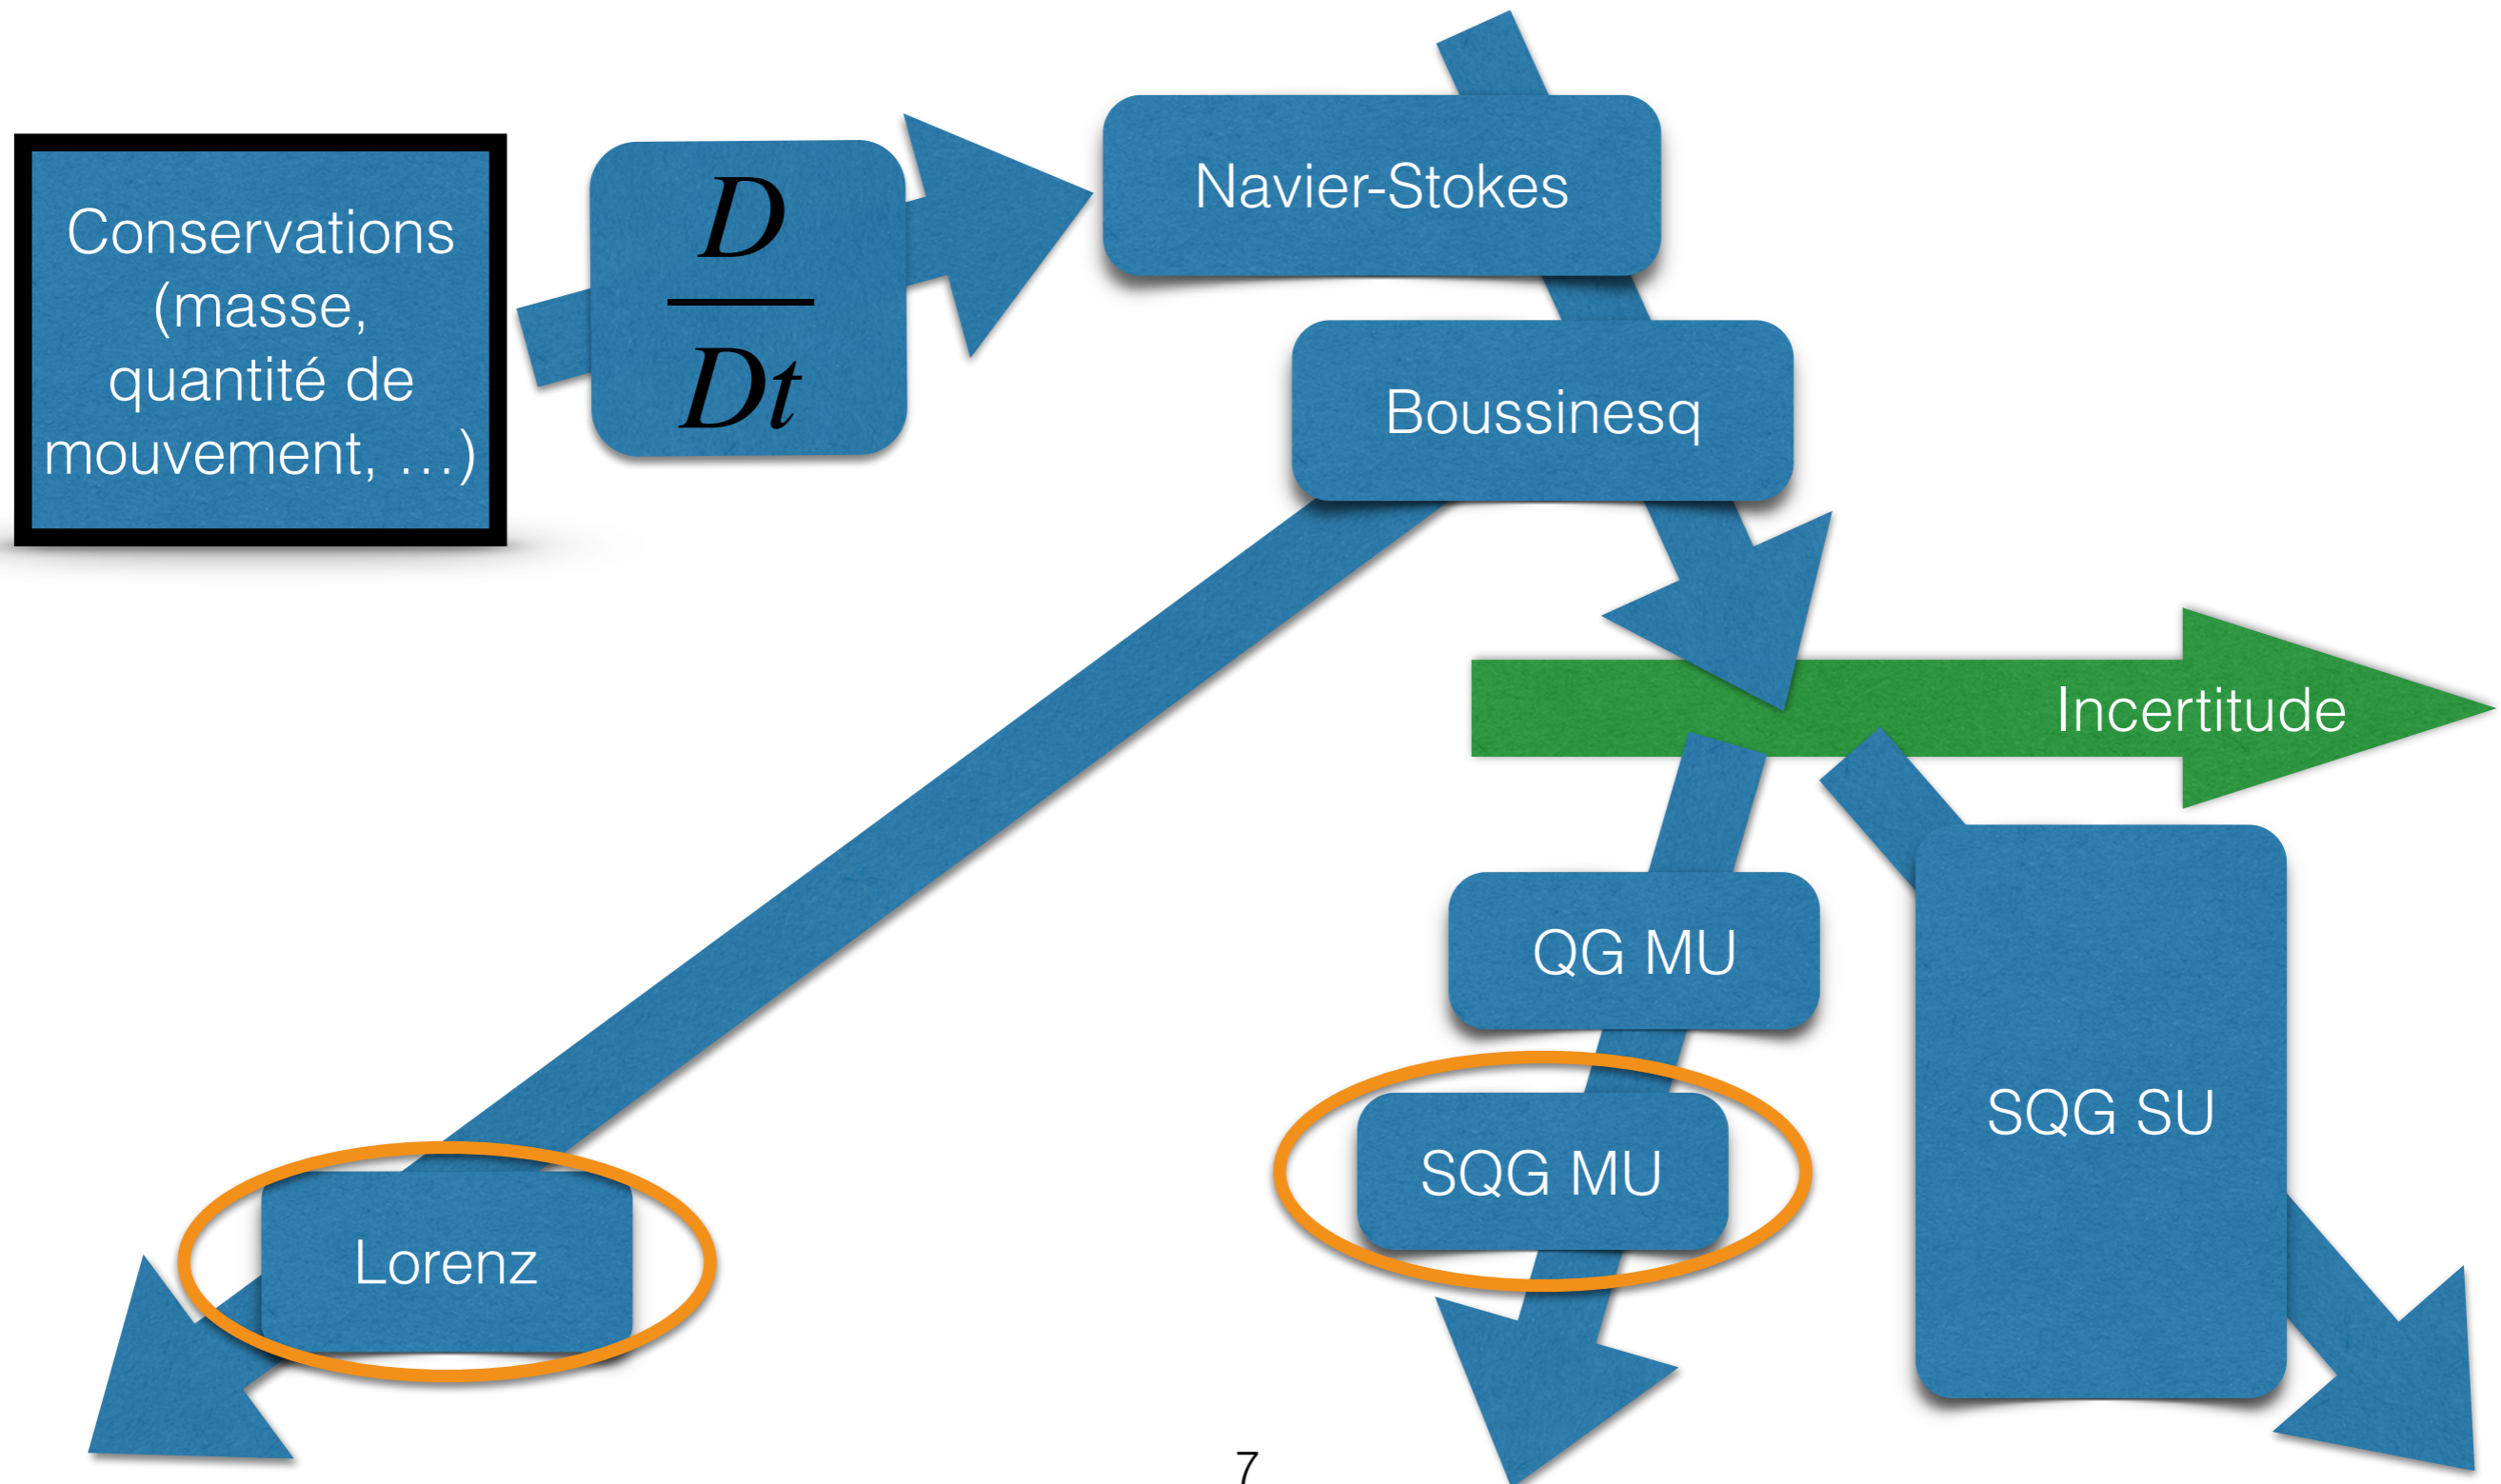 Conservations
(masse,
quantité de
mouvement, …)
D
Dt
Navier-Stokes
Boussinesq
Incertitude
QG MU
SQG MU
SQG SU
Lorenz
7